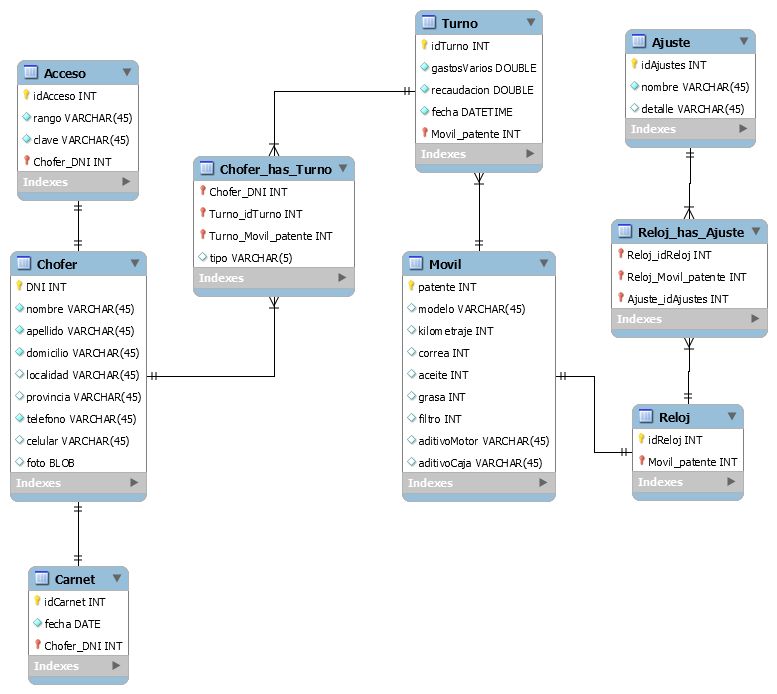 Acceso
idAcceso INT
rango VARCHAR(45)
clave VARCHAR(45)
Chofer_DNI INT
Indexes
Chofer
DNI INT
nombre VARCHAR(45)
apellido VARCHAR(45)
domicilio VARCHAR(45)
localidad VARCHAR(45)
provincia VARCHAR(45)
telefono VARCHAR(45)
celular VARCHAR(45)
foto BLOB
Indexes
Carnet
idCarnet INT
fecha DATE
Chofer_DNI INT
Indexes
Chofer_has_Turno
Chofer_DNI INT
Turno_idTurno INT
Turno_Movil_patente INT
tipo VARCHAR(5)
Indexes
Turno
idTurno INT
gastosVarios DOUBLE
recaudacion DOUBLE
fecha DATETIME
Movil_patente INT
Indexes
Movil
patente INT
modelo VARCHAR(45)
kilometraje INT
correa INT
aceite INT
grasa INT
filtro INT
aditivoMotor VARCHAR(45)
aditivoCaja VARCHAR(45)
Indexes
Ajuste
idAjustes INT
nombre VARCHAR(45)
detalle VARCHAR(45)
Indexes
Reloj_has_Ajuste
Reloj_idReloj INT
Reloj_Movil_patente INT
Ajuste_idAjustes INT
Indexes
Reloj
idReloj INT
Movil_patente INT
Indexes